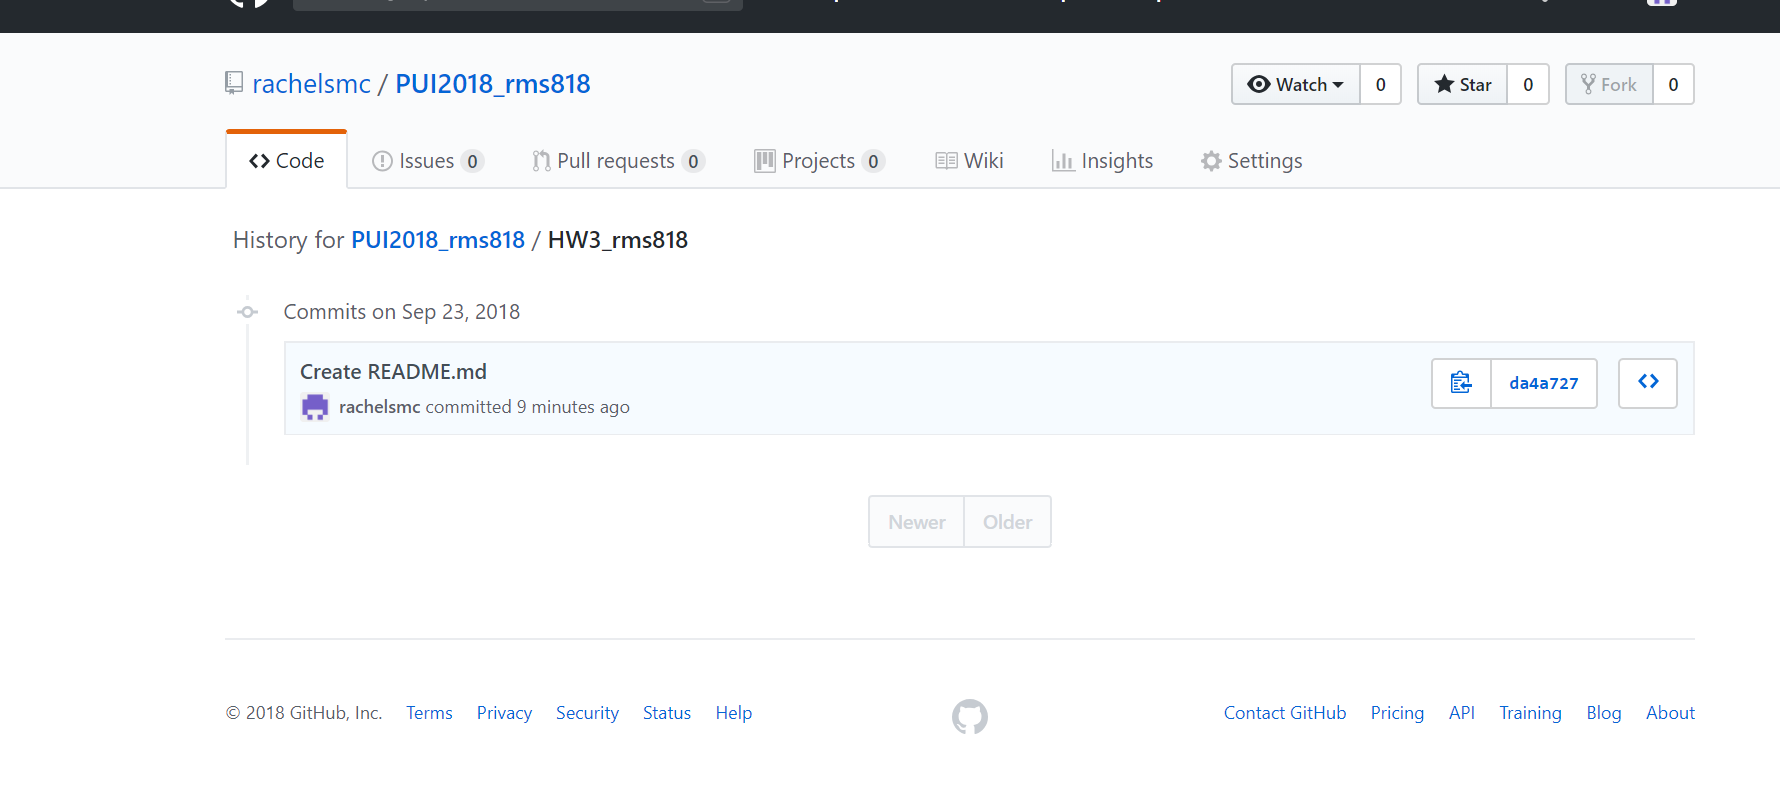 rachelsmc / PUI2018_rms818
Watch 0 Star 0 Fork 0
Code Issues 0 Pull requests 0 Projects 0 Wiki Insights Settings
History for PUI2018_rms818 / HW3_rms818
Commits on Sep 23, 2018
Create README.md
rachelsmc committed 9 minutes ago
da4a727
Newer Older
© 2018 GitHub, Inc. Terms Privacy Security Status Help
Contact GitHub Pricing API Training Blog About